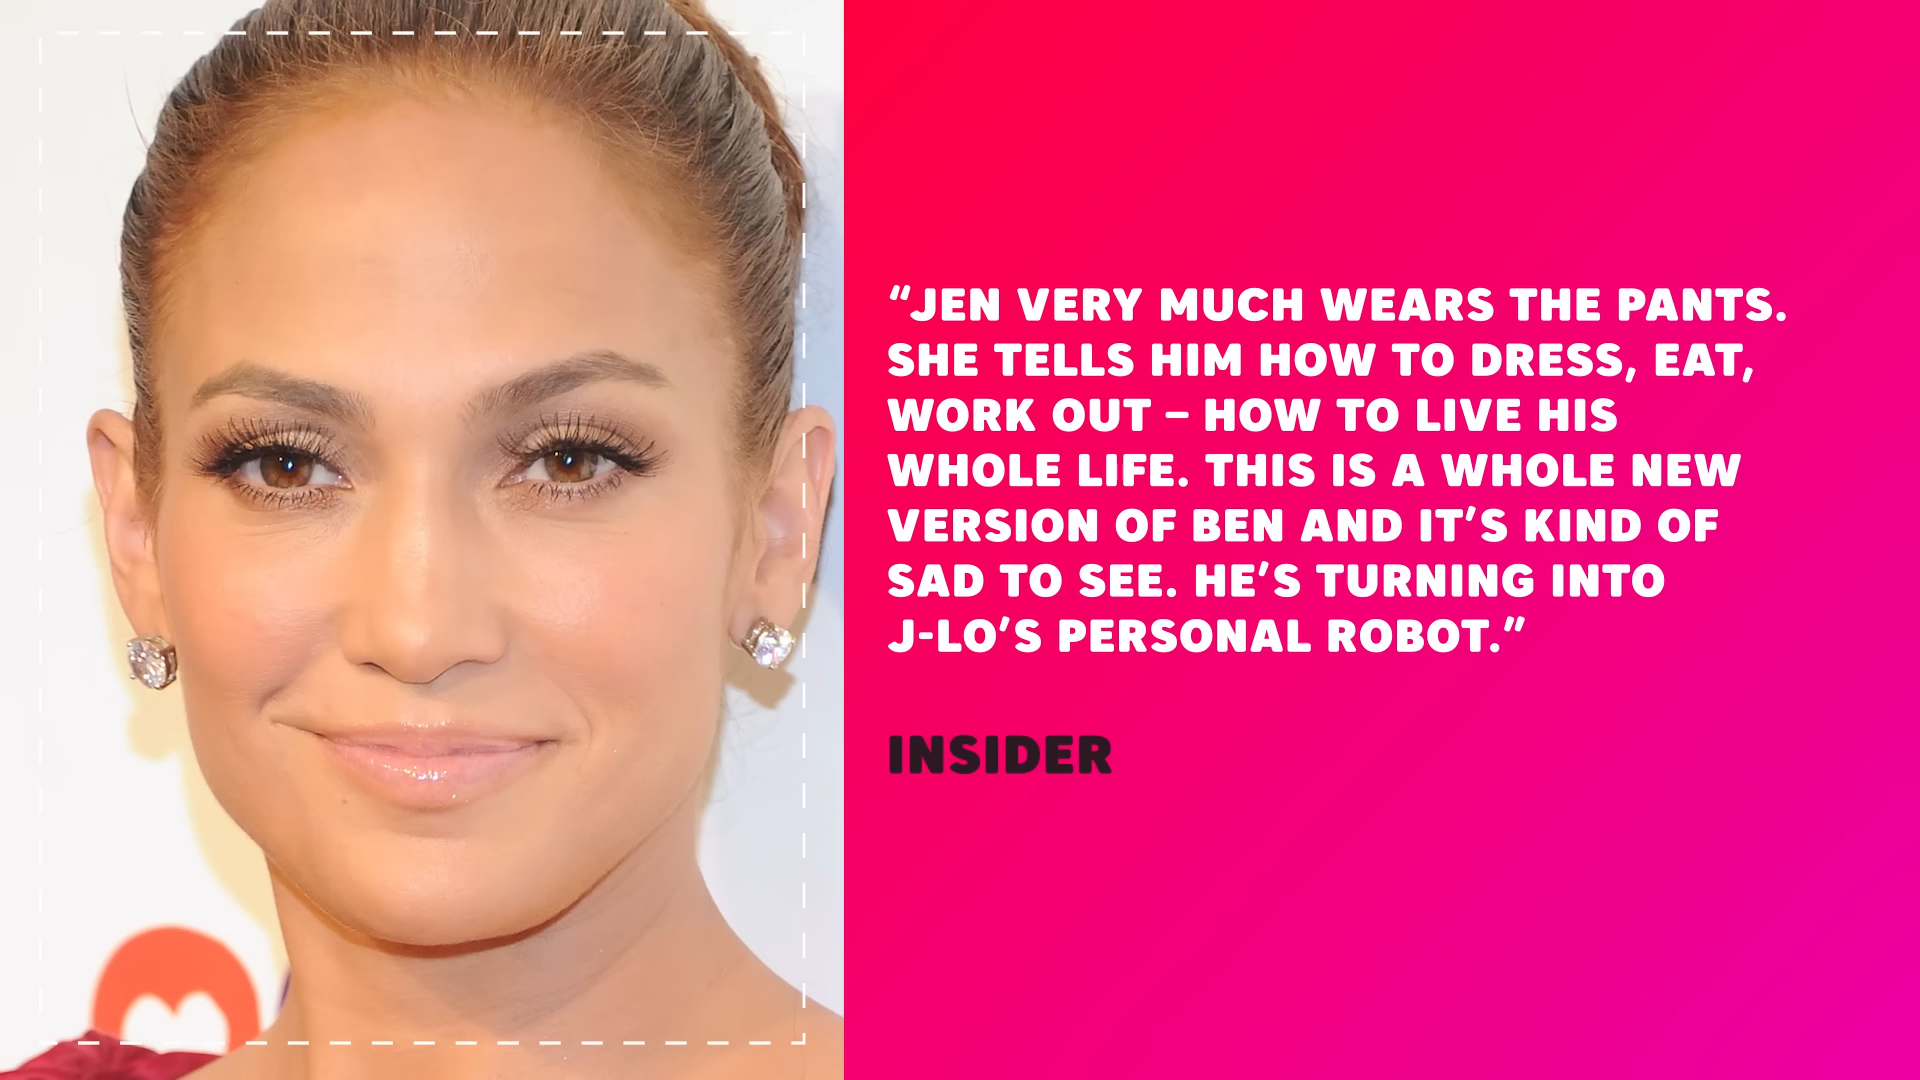 “JEN VERY MUCH WEARS THE PANTS.
SHE TELLS HIM HOW TO DRESS, EAT,
WORK OUT – HOW TO LIVE HIS
WHOLE LIFE. THIS IS A WHOLE NEW
VERSION OF BEN AND IT’S KIND OF
SAD TO SEE. HE’S TURNING INTO
J-LO’S PERSONAL ROBOT.”
INSIDER